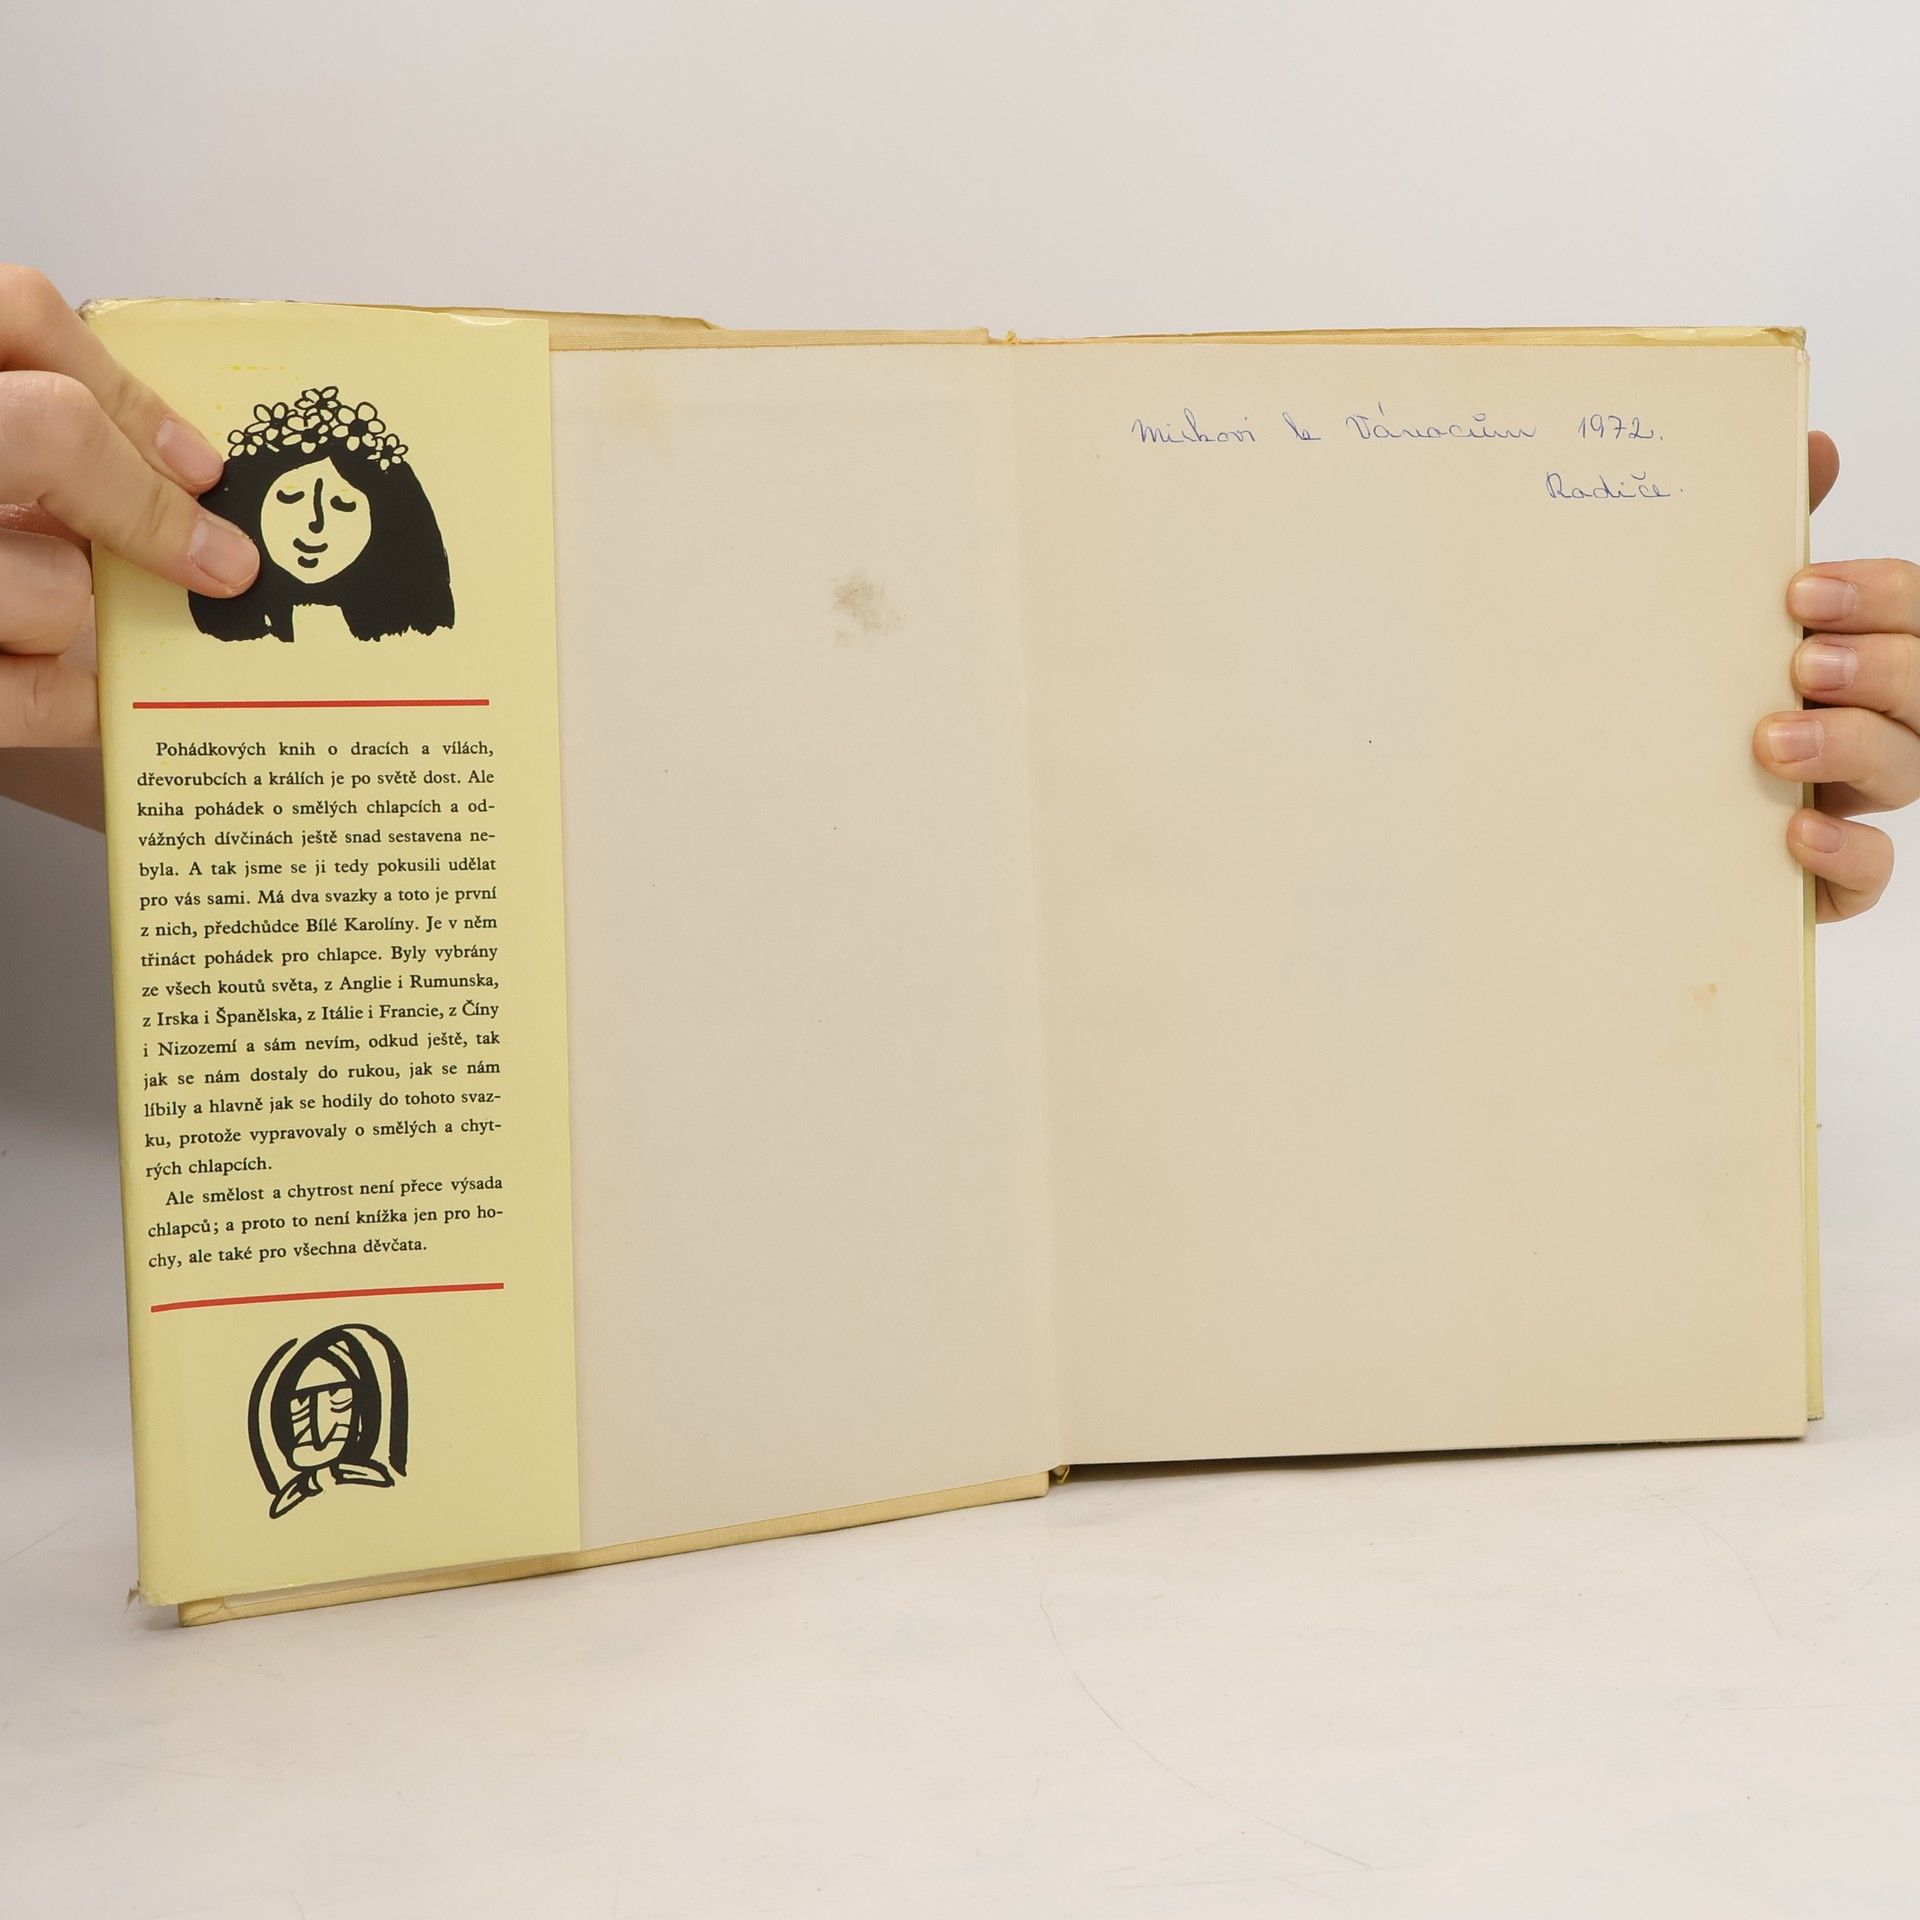 Pohádkových knih o dracích a vílách,
dřevorubcích a králích je po světě dost. Ale
kniha pohádek o smělých chlapcích a od-
vážných dívčinách ještě snad sestavena ne-
byla. A tak jsme se ji tedy pokusili udělat
pro vás sami. Má dva svazky a toto je první
z nich, předchůdce Bílé Karolíny. Je v něm
třináct pohádek pro chlapce. Byly vybrány
ze všech koutů světa, z Anglie i Rumunska,
z Irska i Španělska, z Itálie i Francie, z Číny
i Nizozemí a sám nevím, odkud ještě, tak
jak se nám dostaly do rukou, jak se nám
líbily a hlavně jak se hodily do tohoto svaz-
ku, protože vypravovaly o smělých a chyt-
rých chlapcích.
Ale smělost a chytrost není přece výsada
chlapců; a proto to není knížka jen pro ho-
chy, ale také pro všechna děvčata.
k Vánocům 1972.